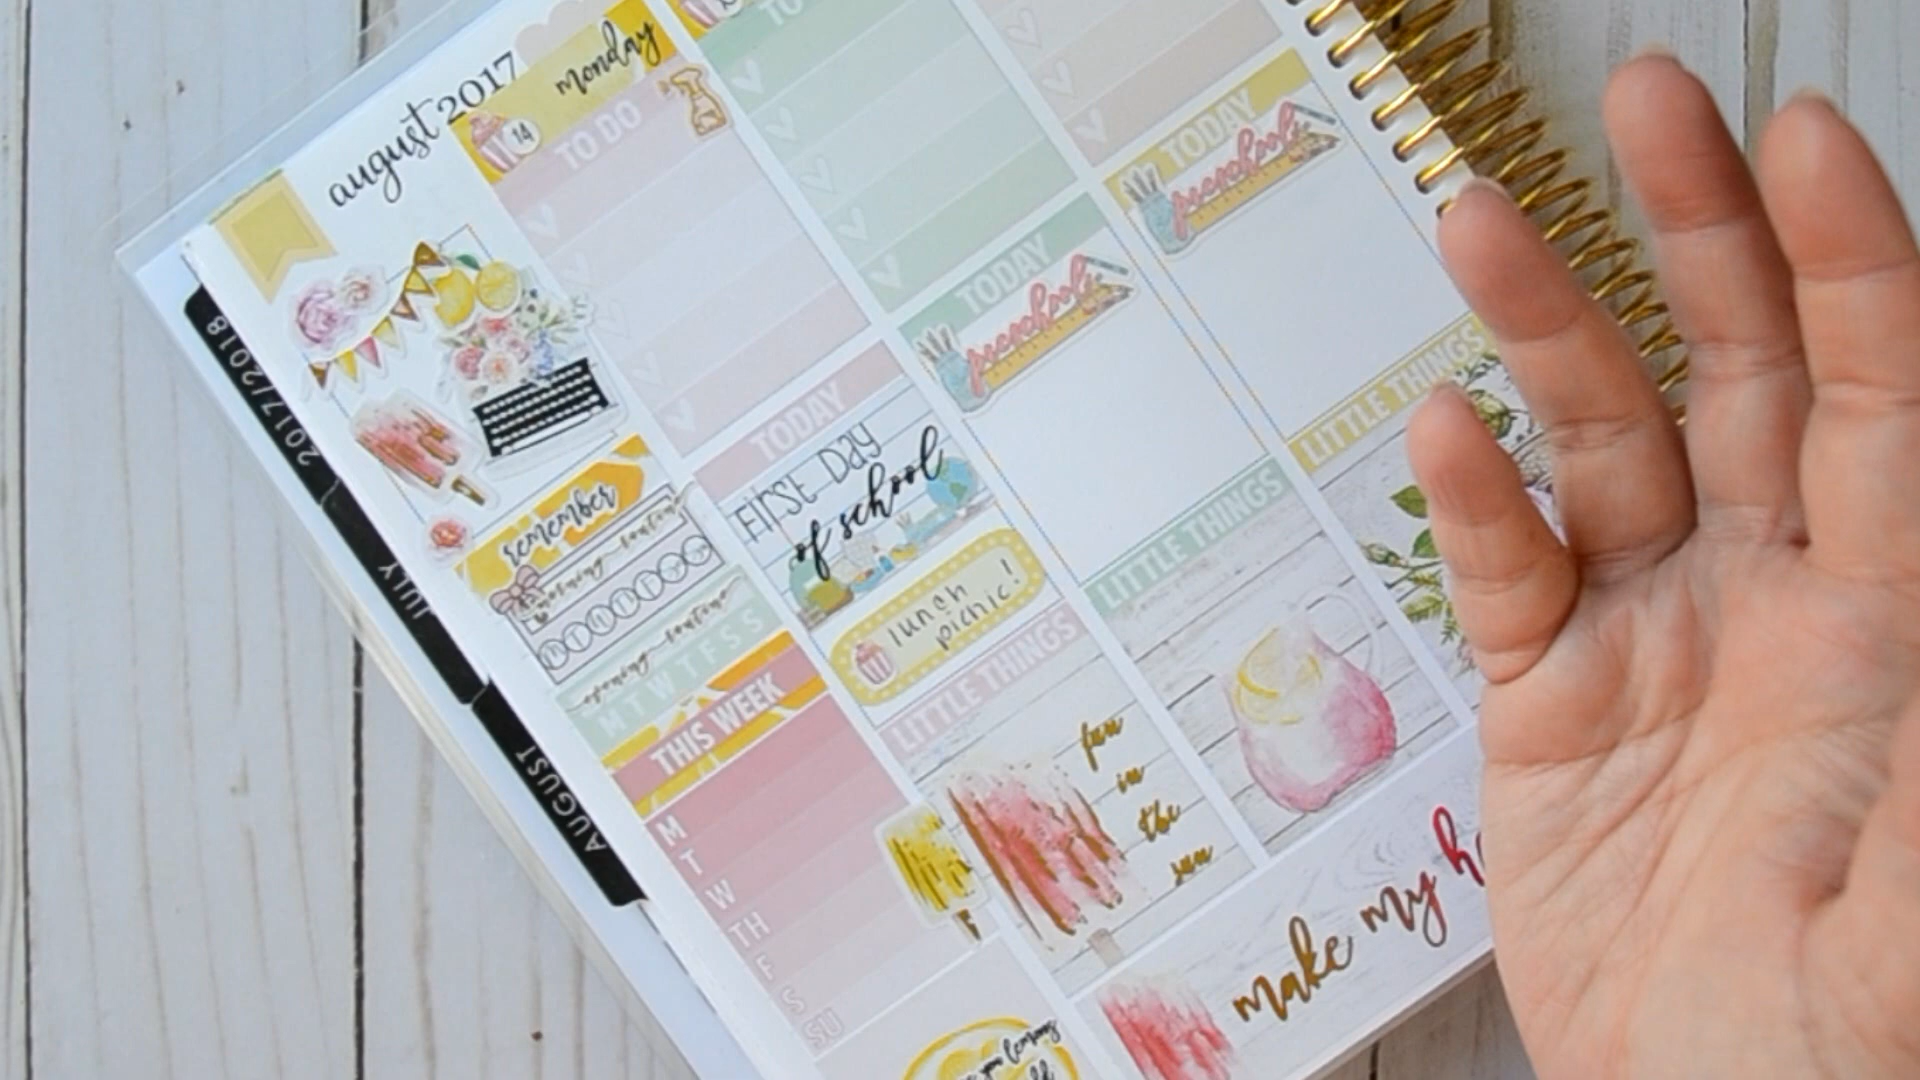 august 2017
monday
14
TO DO
TO
TODAY
preschool
TODAY
preschool
TODAY
FIRST DAY
of school
lunch
picnic!
LITTLE THINGS
LITTLE THINGS
LITTLE THINGS
remember
morning routine
M T W T F S S
evening routine
M T W T F S S
THIS WEEK
M
T
W
TH
F
S
SU
fun
in
the
sun
make my
2017/2018
JULY
AUGUST